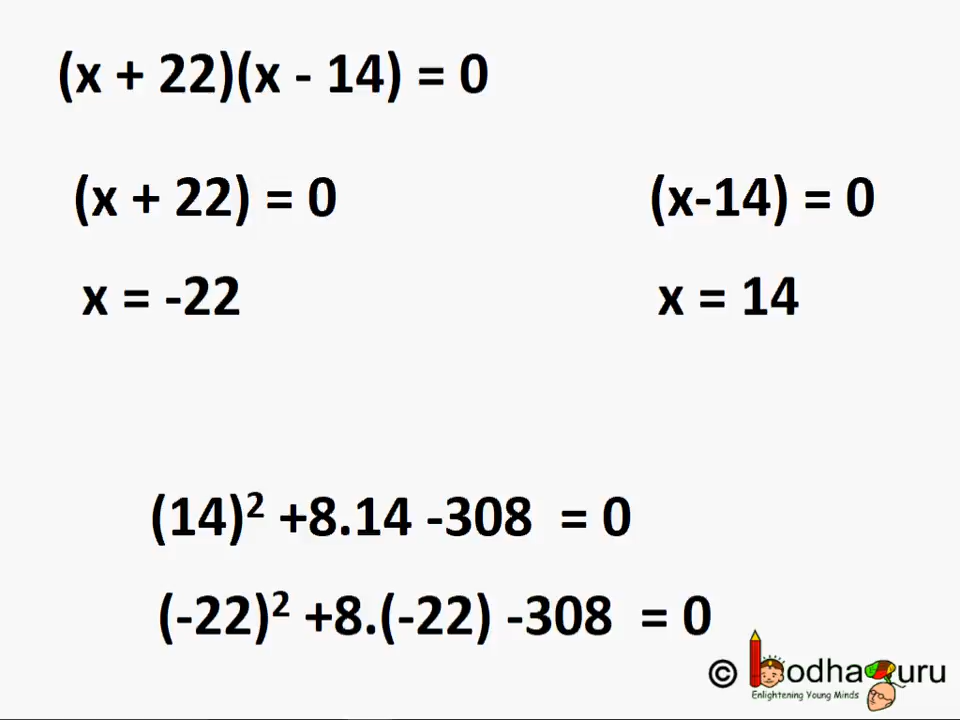 (x + 22)(x - 14) = 0
(x + 22) = 0 (x-14) = 0
x = -22 x = 14
(14)² +8.14 -308 = 0
(-22)² +8.(-22) -308 = 0
© BodhaGuru
Enlightening Young Minds